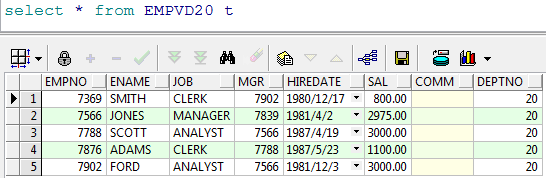 select * from EMPVD20 t
EMPNO ENAME JOB MGR HIREDATE SAL COMM DEPTNO
1 7369 SMITH CLERK 7902 1980/12/17 800.00 20
2 7566 JONES MANAGER 7839 1981/4/2 2975.00 20
3 7788 SCOTT ANALYST 7566 1987/4/19 3000.00 20
4 7876 ADAMS CLERK 7788 1987/5/23 1100.00 20
5 7902 FORD ANALYST 7566 1981/12/3 3000.00 20